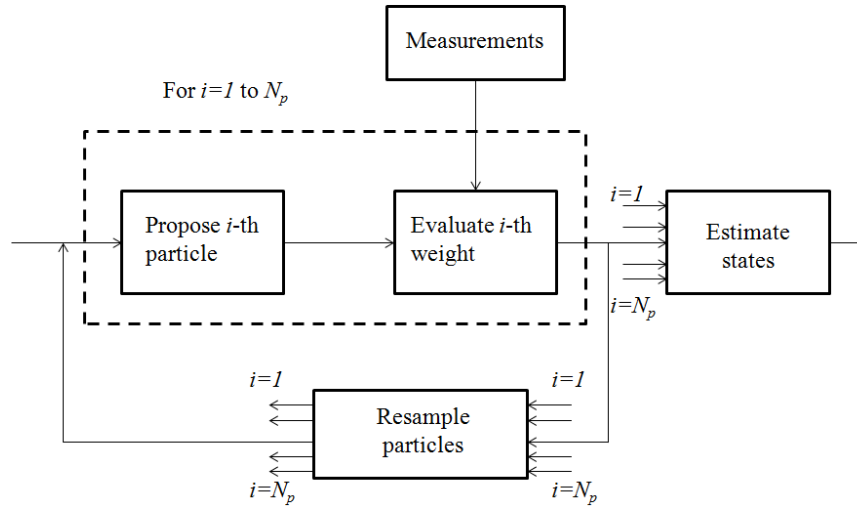 Measurements
For i=1 to Np
Propose i-th
particle
Evaluate i-th
weight
i=1
Estimate
states
i=Np
i=1
i=1
Resample
particles
i=Np
i=Np